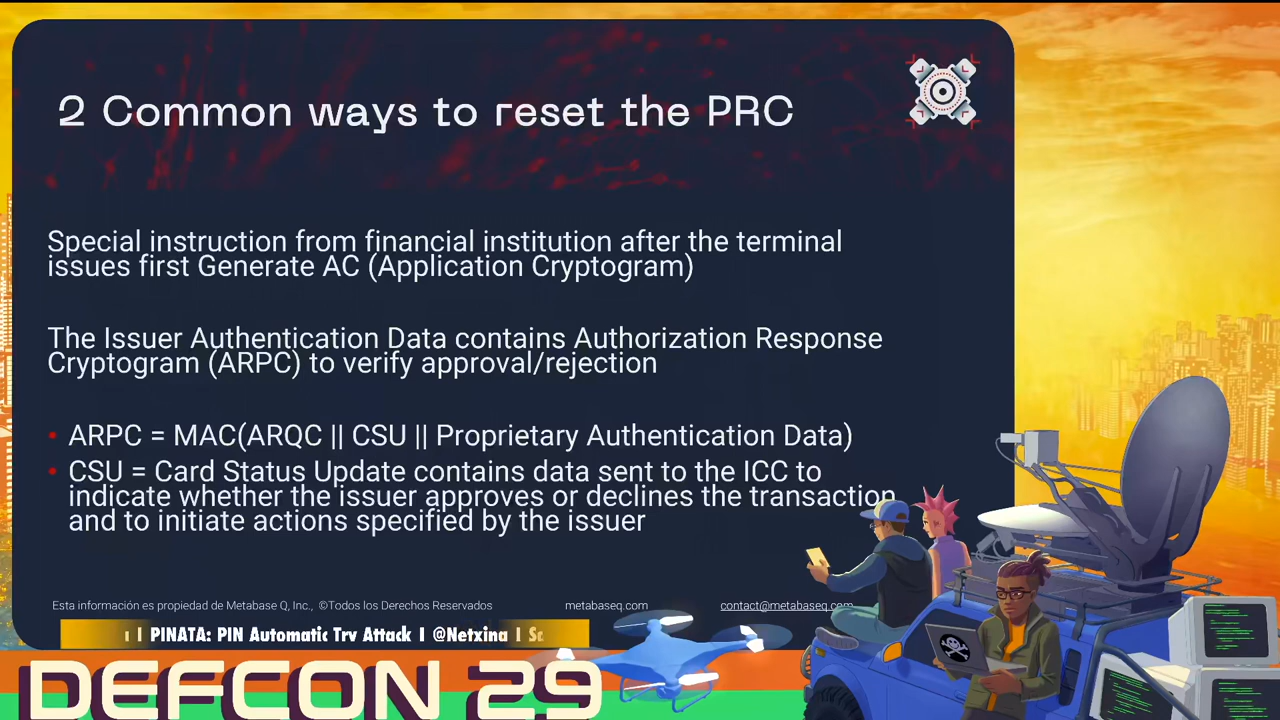 2 Common ways to reset the PRC
Special instruction from financial institution after the terminal
issues first Generate AC (Application Cryptogram)
The Issuer Authentication Data contains Authorization Response
Cryptogram (ARPC) to verify approval/rejection
• ARPC = MAC(ARQC || CSU || Proprietary Authentication Data)
• CSU = Card Status Update contains data sent to the ICC to
indicate whether the issuer approves or declines the transaction
and to initiate actions specified by the issuer
Esta información es propiedad de Metabase Q, Inc., ©Todos los Derechos Reservados
metabaseq.com
contact@metabaseq.com
| PINATA: PIN Automatic Try Attack | @Netxing |
DEFCON 29